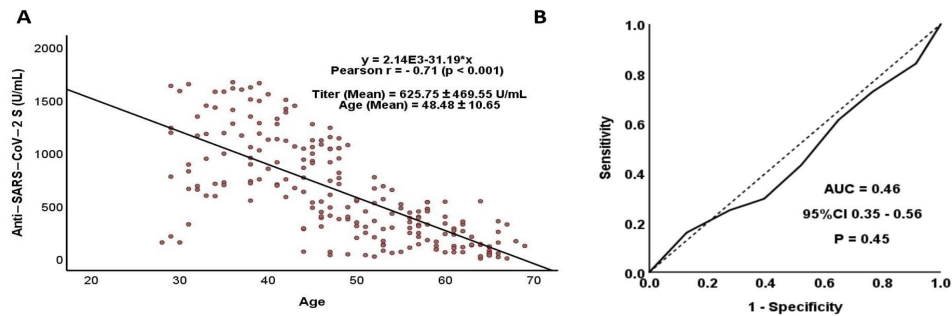 A
y = 2.14E3-31.19*x
Pearson r = - 0.71 (p < 0.001)
Titer (Mean) = 625.75 ± 469.55 U/mL
Age (Mean) = 48.48 ± 10.65
Anti-SARS-CoV-2 S (U/mL)
2000
1500
1000
500
0
20
30
40
50
60
70
Age
B
Sensitivity
1.0
0.8
0.6
0.4
0.2
0.0
AUC = 0.46
95%CI 0.35 - 0.56
P = 0.45
0.0
0.2
0.4
0.6
0.8
1.0
1 - Specificity